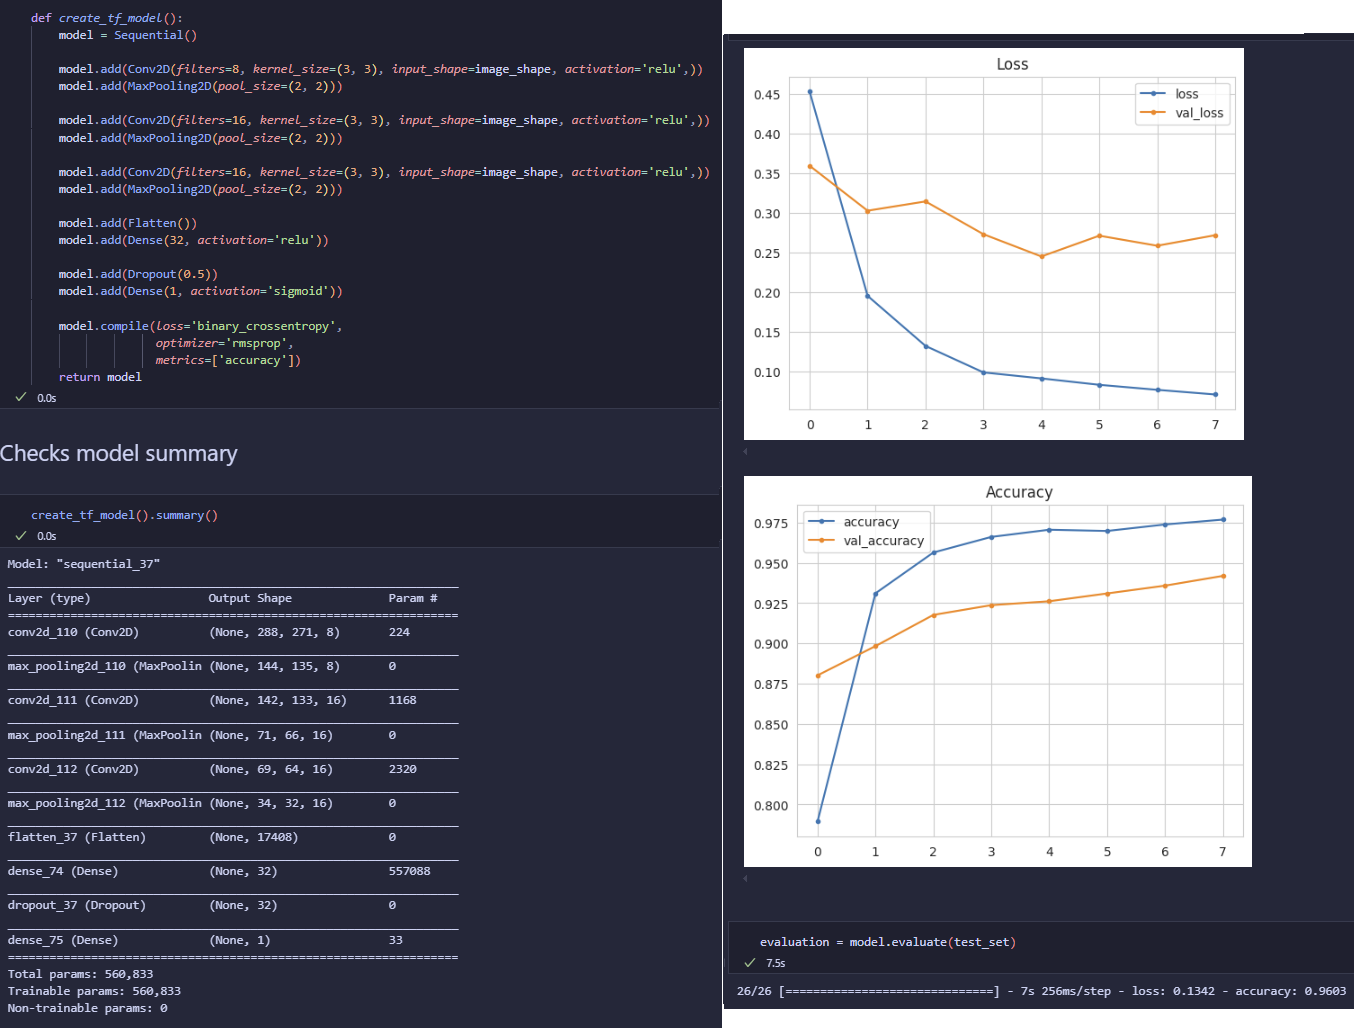 def create_tf_model():
model = Sequential()
model.add(Conv2D(filters=8, kernel_size=(3, 3), input_shape=image_shape, activation='relu',))
model.add(MaxPooling2D(pool_size=(2, 2)))
model.add(Conv2D(filters=16, kernel_size=(3, 3), input_shape=image_shape, activation='relu',))
model.add(MaxPooling2D(pool_size=(2, 2)))
model.add(Conv2D(filters=16, kernel_size=(3, 3), input_shape=image_shape, activation='relu',))
model.add(MaxPooling2D(pool_size=(2, 2)))
model.add(Flatten())
model.add(Dense(32, activation='relu'))
model.add(Dropout(0.5))
model.add(Dense(1, activation='sigmoid'))
model.compile(loss='binary_crossentropy',
optimizer='rmsprop',
metrics=['accuracy'])
return model
0.0s
Checks model summary
create_tf_model().summary()
0.0s
Model: "sequential_37"
Layer (type) Output Shape Param #
conv2d_110 (Conv2D) (None, 288, 271, 8) 224
max_pooling2d_110 (MaxPoolin (None, 144, 135, 8) 0
conv2d_111 (Conv2D) (None, 142, 133, 16) 1168
max_pooling2d_111 (MaxPoolin (None, 71, 66, 16) 0
conv2d_112 (Conv2D) (None, 69, 64, 16) 2320
max_pooling2d_112 (MaxPoolin (None, 34, 32, 16) 0
flatten_37 (Flatten) (None, 17408) 0
dense_74 (Dense) (None, 32) 557088
dropout_37 (Dropout) (None, 32) 0
dense_75 (Dense) (None, 1) 33
Total params: 560,833
Trainable params: 560,833
Non-trainable params: 0
Loss
loss
val_loss
0.45
0.40
0.35
0.30
0.25
0.20
0.15
0.10
0 1 2 3 4 5 6 7
Accuracy
accuracy
val_accuracy
0.975
0.950
0.925
0.900
0.875
0.850
0.825
0.800
0 1 2 3 4 5 6 7
evaluation = model.evaluate(test_set)
7.5s
26/26 [==============================] - 7s 256ms/step - loss: 0.1342 - accuracy: 0.9603